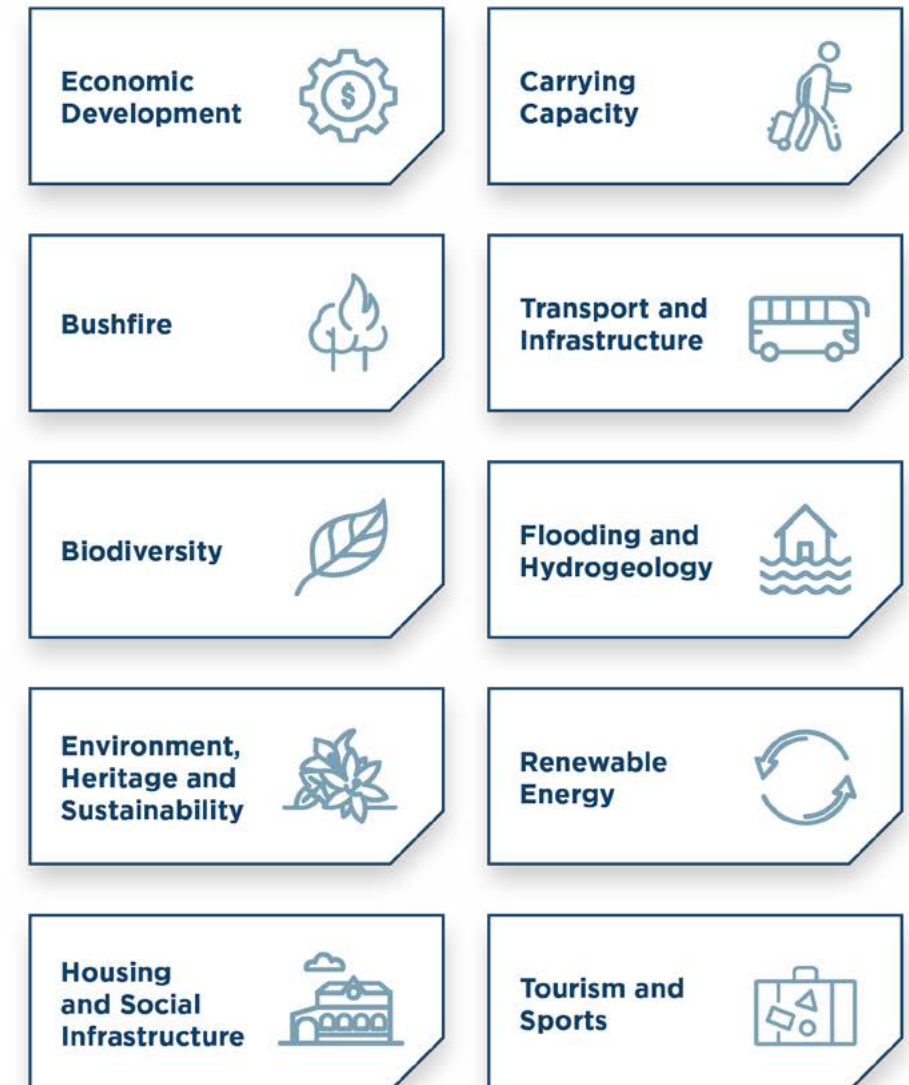 Economic
Development
Carrying
Capacity
Bushfire
Transport and
Infrastructure
Biodiversity
Flooding and
Hydrogeology
Environment,
Heritage and
Sustainability
Renewable
Energy
Housing
and Social
Infrastructure
Tourism and
Sports